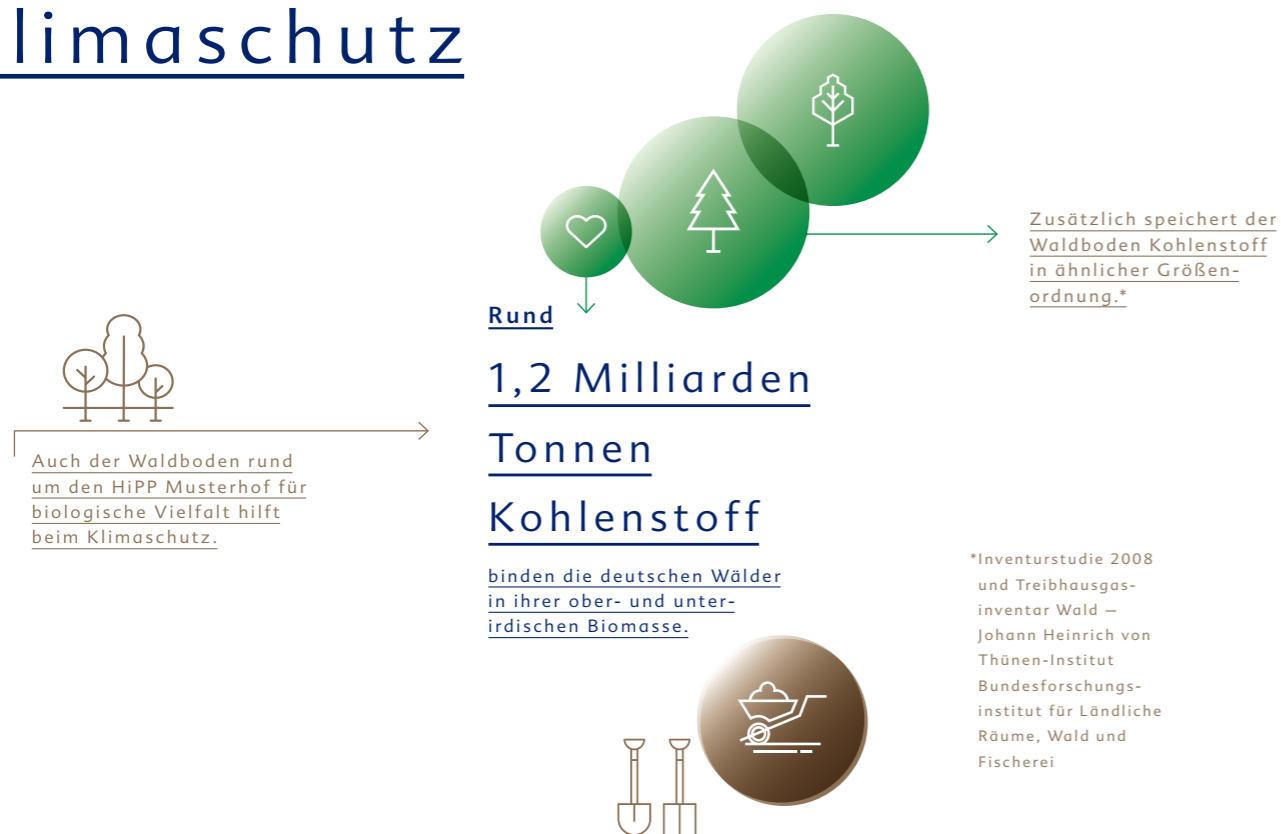 limaschutz
Zusätzlich speichert der
Waldboden Kohlenstoff
in ähnlicher Größen-
ordnung.*
Rund
1,2 Milliarden
Tonnen
Kohlenstoff
binden die deutschen Wälder
in ihrer ober- und unter-
irdischen Biomasse.
Auch der Waldboden rund
um den HiPP Musterhof für
biologische Vielfalt hilft
beim Klimaschutz.
*Inventurstudie 2008
und Treibhausgas-
inventar Wald –
Johann Heinrich von
Thünen-Institut
Bundesforschungs-
institut für Ländliche
Räume, Wald und
Fischerei